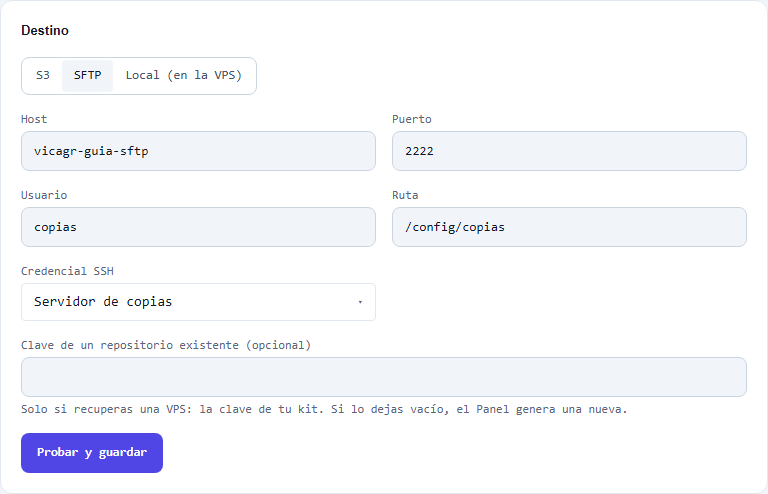 Destino
S3 SFTP Local (en la VPS)
Host Puerto
vicagr-guia-sftp 2222
Usuario Ruta
copias /config/copias
Credencial SSH
Servidor de copias
Clave de un repositorio existente (opcional)
Solo si recuperas una VPS: la clave de tu kit. Si lo dejas vacío, el Panel genera una nueva.
Probar y guardar